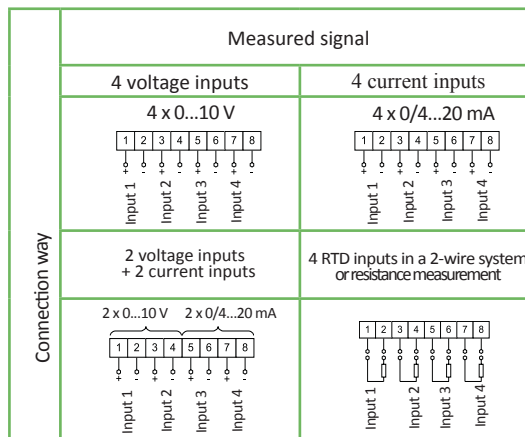 Measured signal
Connection way
4 voltage inputs
4 current inputs
4 x 0...10 V
1 2 3 4 5 6 7 8
+ - + - + - + -
Input 1
Input 2
Input 3
Input 4
4 x 0/4...20 mA
1 2 3 4 5 6 7 8
+ - + - + - + -
Input 1
Input 2
Input 3
Input 4
2 voltage inputs
+ 2 current inputs
4 RTD inputs in a 2-wire system
or resistance measurement
2 x 0...10 V 2 x 0/4...20 mA
1 2 3 4 5 6 7 8
+ - + - + - + -
Input 1
Input 2
Input 3
Input 4
1 2 3 4 5 6 7 8
Input 1
Input 2
Input 3
Input 4